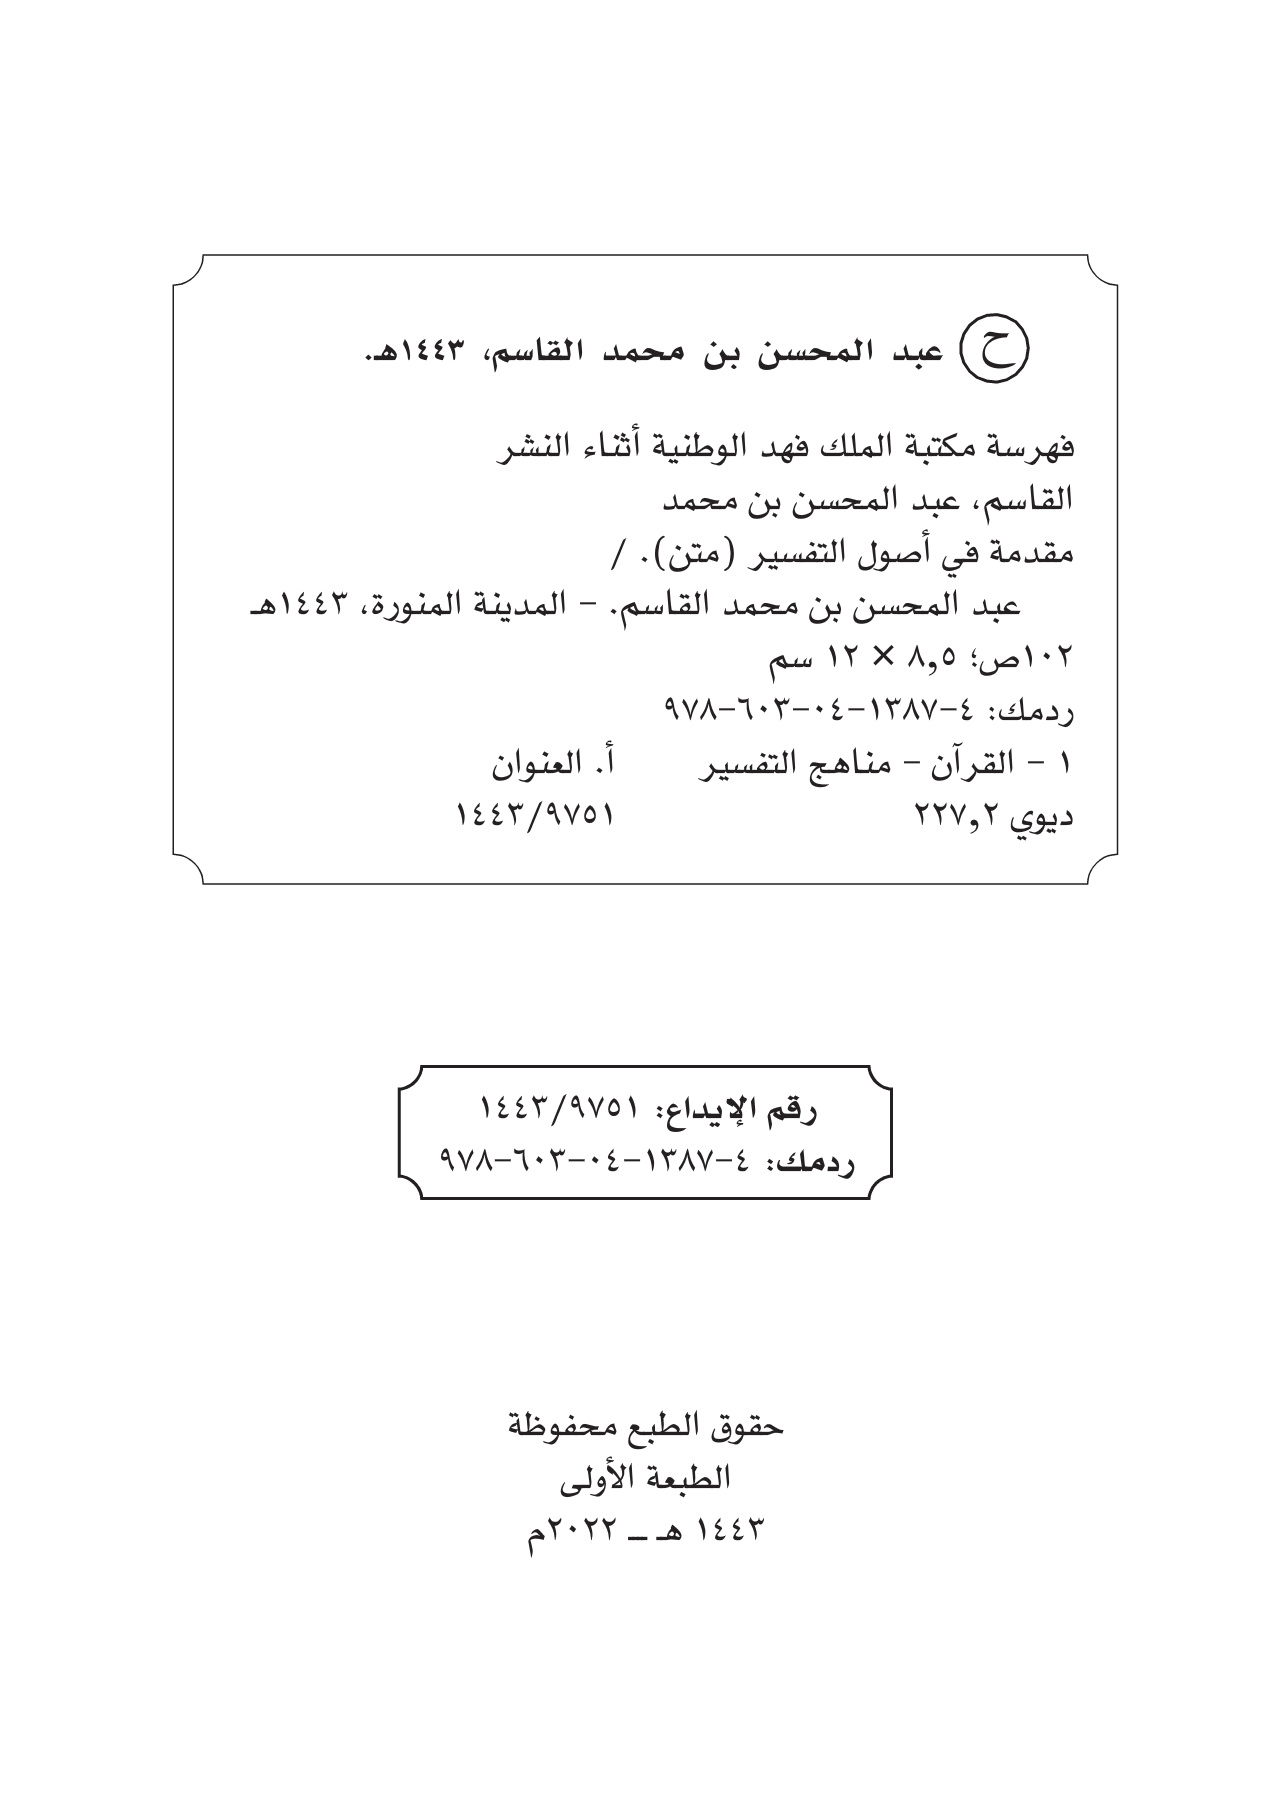 ح عبد المحسن بن محمد القاسم، ١٤٤٣هـ.
فهرسة مكتبة الملك فهد الوطنية أثناء النشر
القاسم، عبد المحسن بن محمد
مقدمة في أصول التفسير (متن). /
عبد المحسن بن محمد القاسم. – المدينة المنورة، ١٤٤٣هـ
١٠٢ص؛ ٨,٥ × ١٢ سم
ردمك: ٤-١٣٨٧-٠٤-٦٠٣-٩٧٨
١ – القرآن – مناهج التفسير أ. العنوان
ديوي ٢٢٧,٢ ١٤٤٣/٩٧٥١
رقم الإيداع: ١٤٤٣/٩٧٥١
ردمك: ٤-١٣٨٧-٠٤-٦٠٣-٩٧٨
حقوق الطبع محفوظة
الطبعة الأولى
١٤٤٣ هـ ـ ٢٠٢٢م